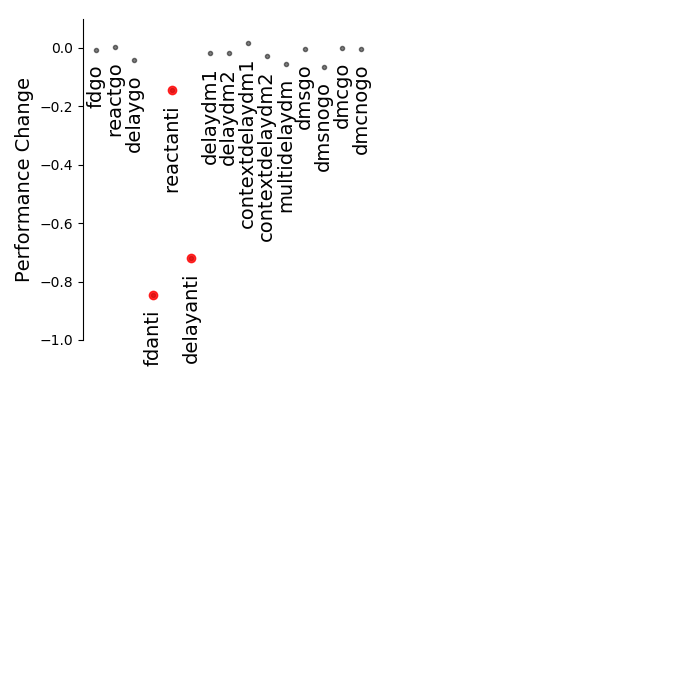 Performance Change
0.0
−0.2
−0.4
−0.6
−0.8
−1.0
fdgo
reactgo
delaygo
fdanti
reactanti
delayanti
delaydm1
delaydm2
contextdelaydm1
contextdelaydm2
multidelaydm
dmsgo
dmsnogo
dmcgo
dmcnogo